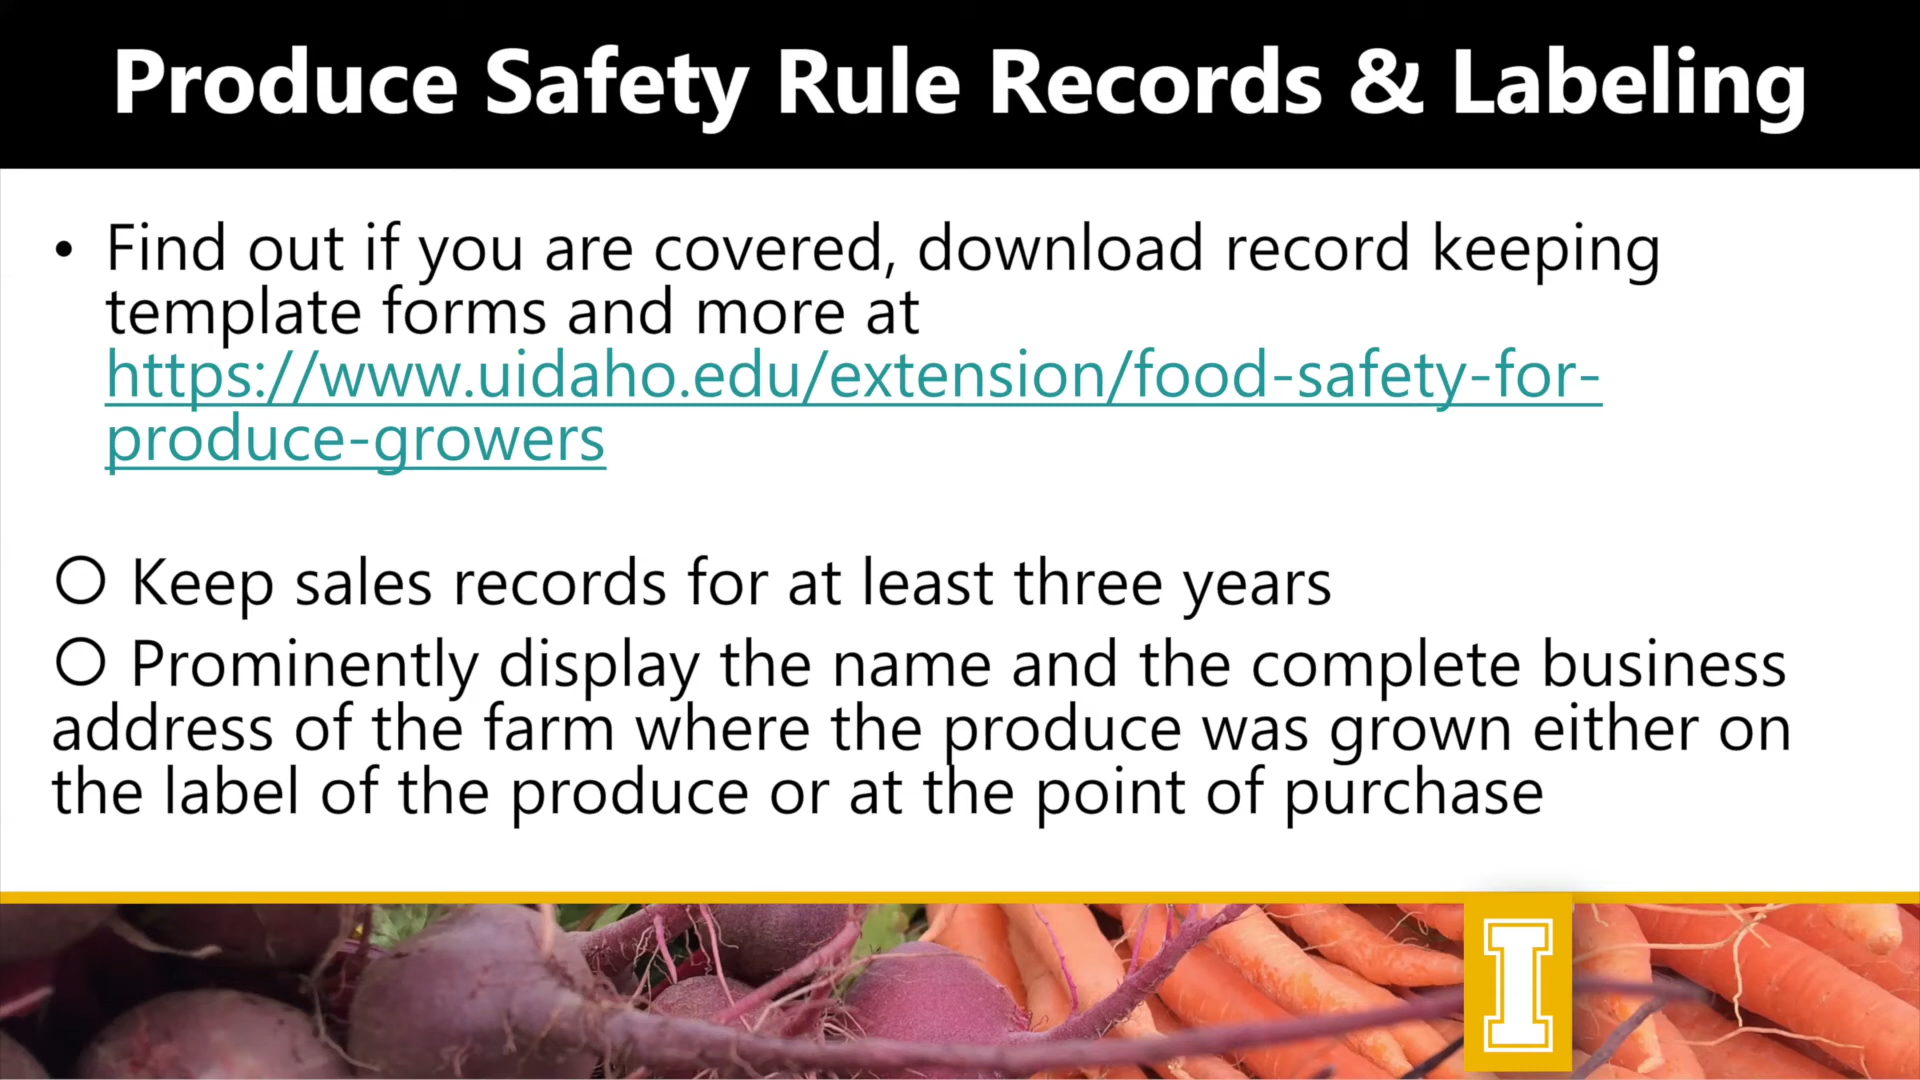 Produce Safety Rule Records & Labeling
• Find out if you are covered, download record keeping
template forms and more at
https://www.uidaho.edu/extension/food-safety-for-
produce-growers
○ Keep sales records for at least three years
○ Prominently display the name and the complete business
address of the farm where the produce was grown either on
the label of the produce or at the point of purchase
I